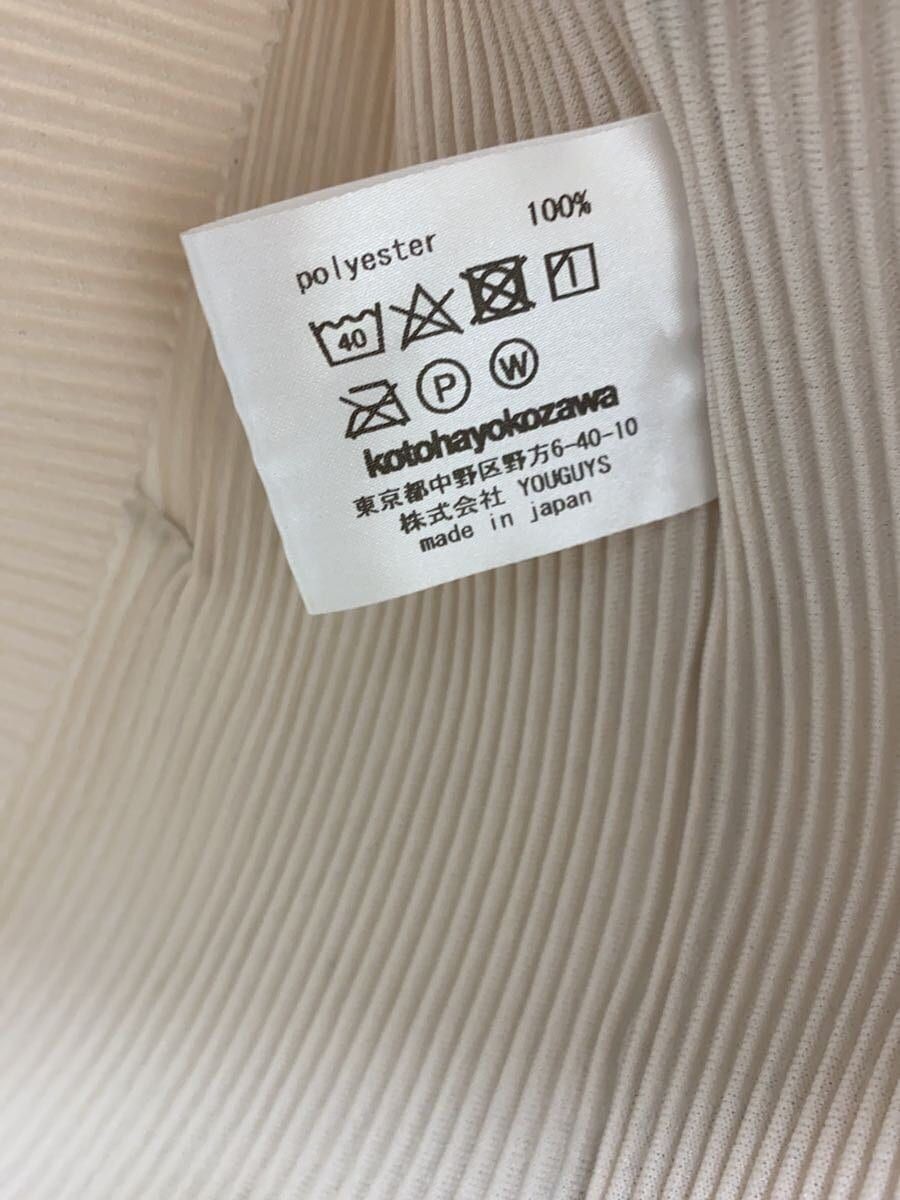 polyester 100%
40
P W
kotohayokozawa
東京都中野区野方6-40-10
株式会社 YOUGUYS
made in japan